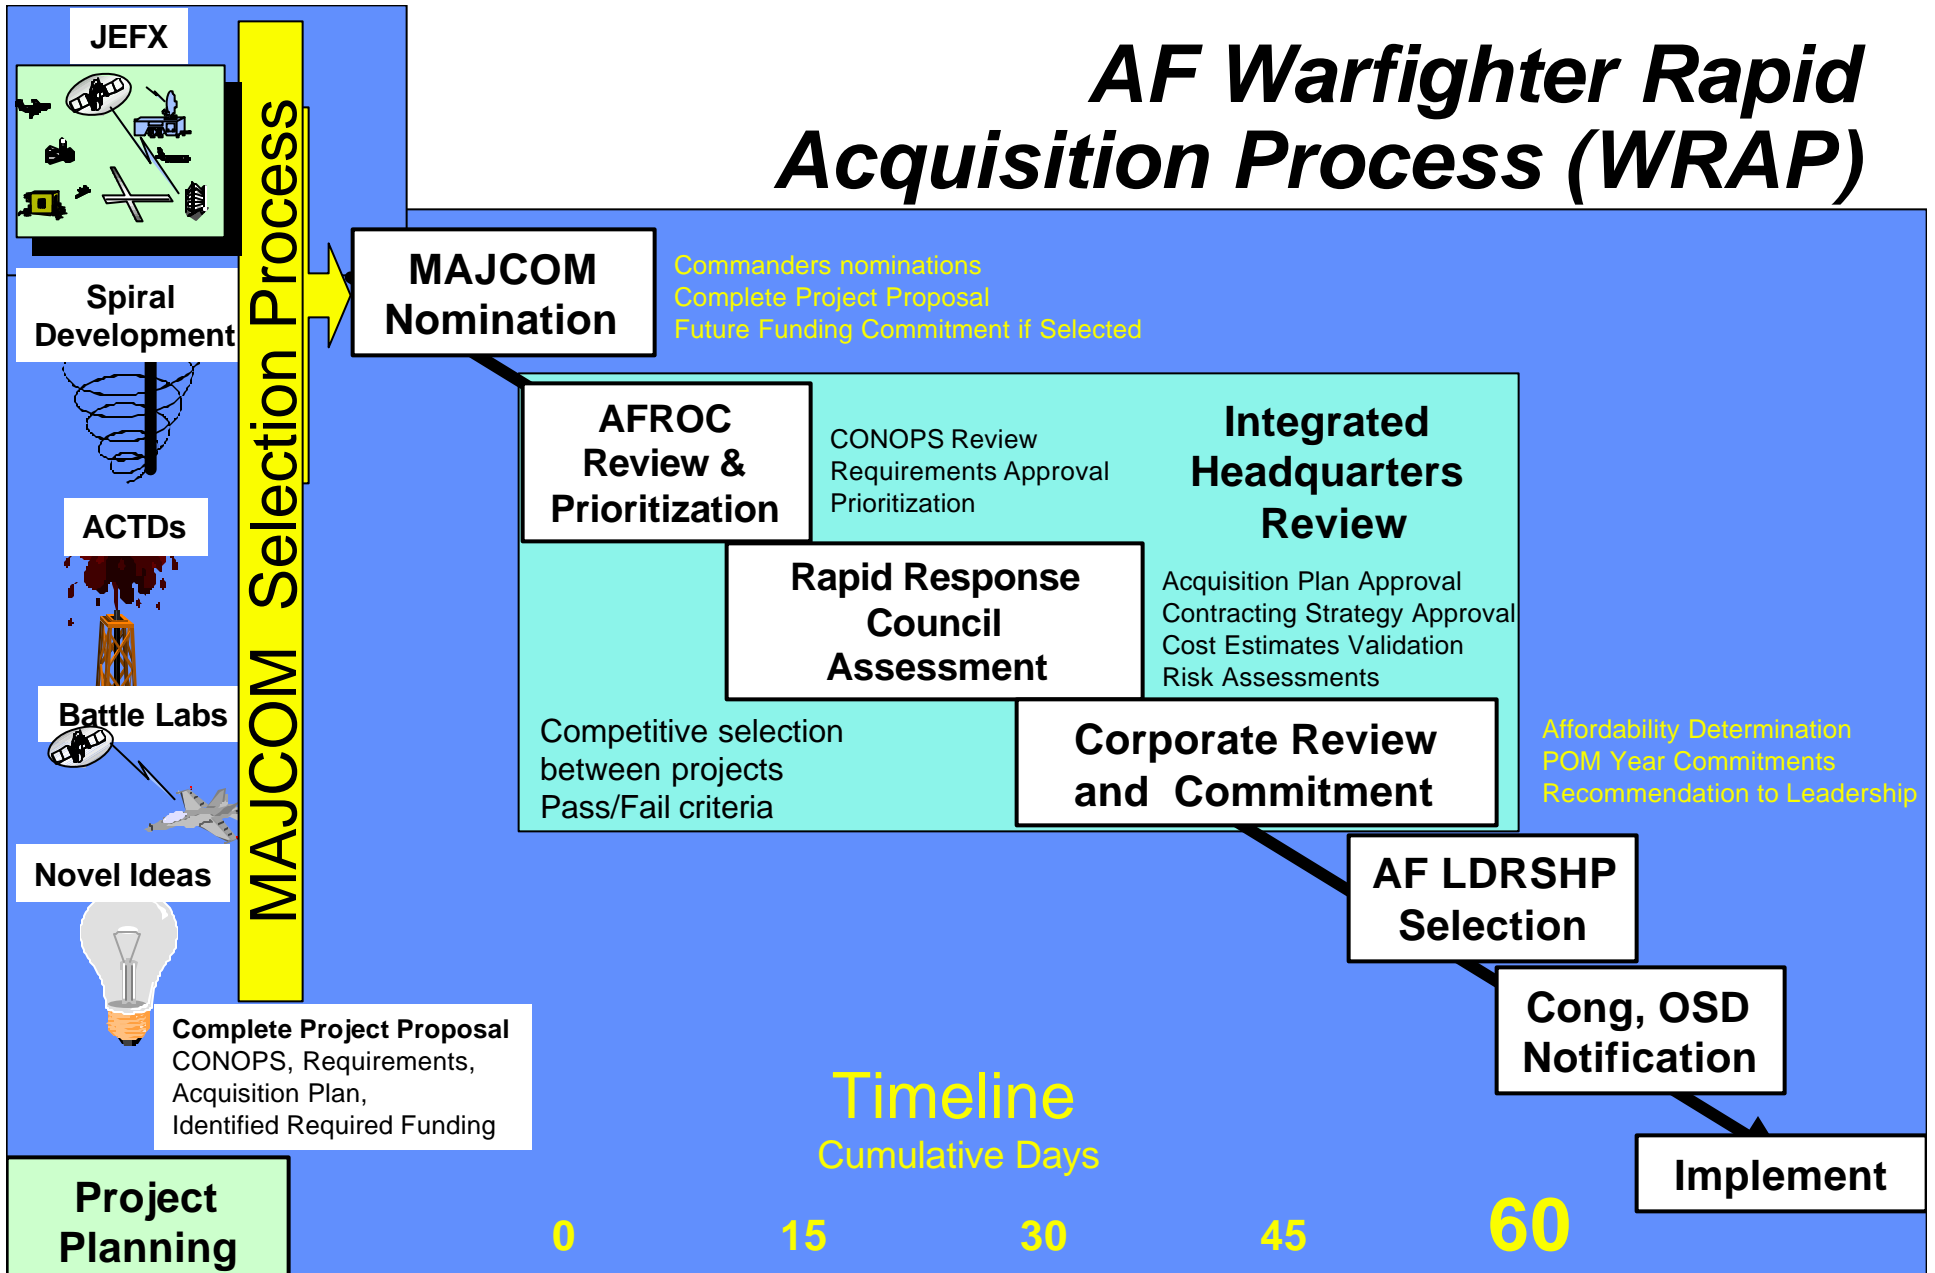 AF Warfighter Rapid
Acquisition Process (WRAP)
JEFX
Spiral
Development
ACTDs
Battle Labs
Novel Ideas
MAJCOM Selection Process
Complete Project Proposal
CONOPS, Requirements,
Acquisition Plan,
Identified Required Funding
Project
Planning
MAJCOM
Nomination
Commanders nominations
Complete Project Proposal
Future Funding Commitment if Selected
AFROC
Review &
Prioritization
CONOPS Review
Requirements Approval
Prioritization
Integrated
Headquarters
Review
Rapid Response
Council
Assessment
Acquisition Plan Approval
Contracting Strategy Approval
Cost Estimates Validation
Risk Assessments
Competitive selection
between projects
Pass/Fail criteria
Corporate Review
and Commitment
Affordability Determination
POM Year Commitments
Recommendation to Leadership
AF LDRSHP
Selection
Cong, OSD
Notification
Implement
Timeline
Cumulative Days
0 15 30 45 60